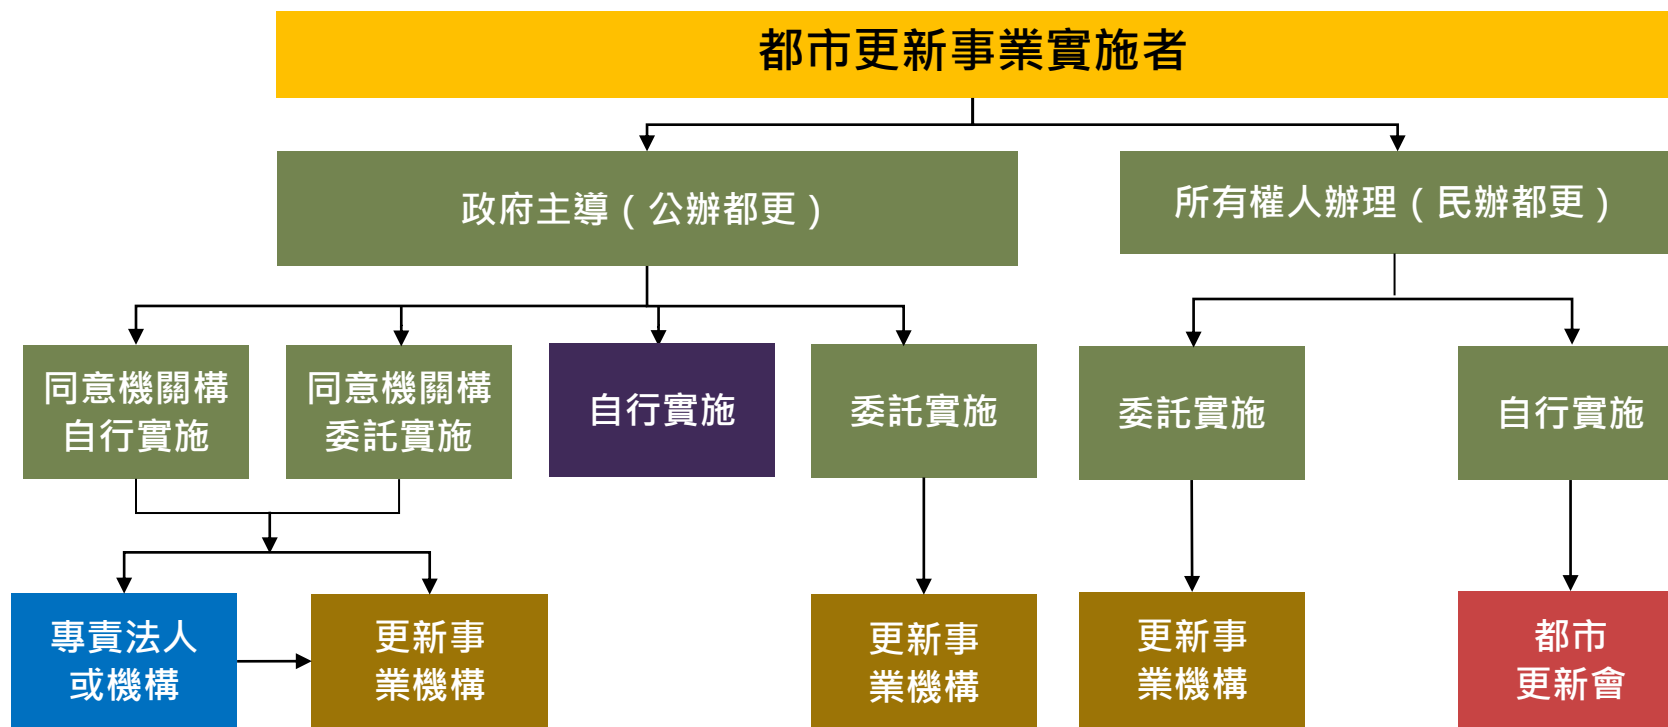 都市更新事業實施者
政府主導（公辦都更）
所有權人辦理（民辦都更）
同意機關構
自行實施
同意機關構
委託實施
自行實施
委託實施
委託實施
自行實施
專責法人
或機構
更新事
業機構
更新事
業機構
更新事
業機構
都市
更新會